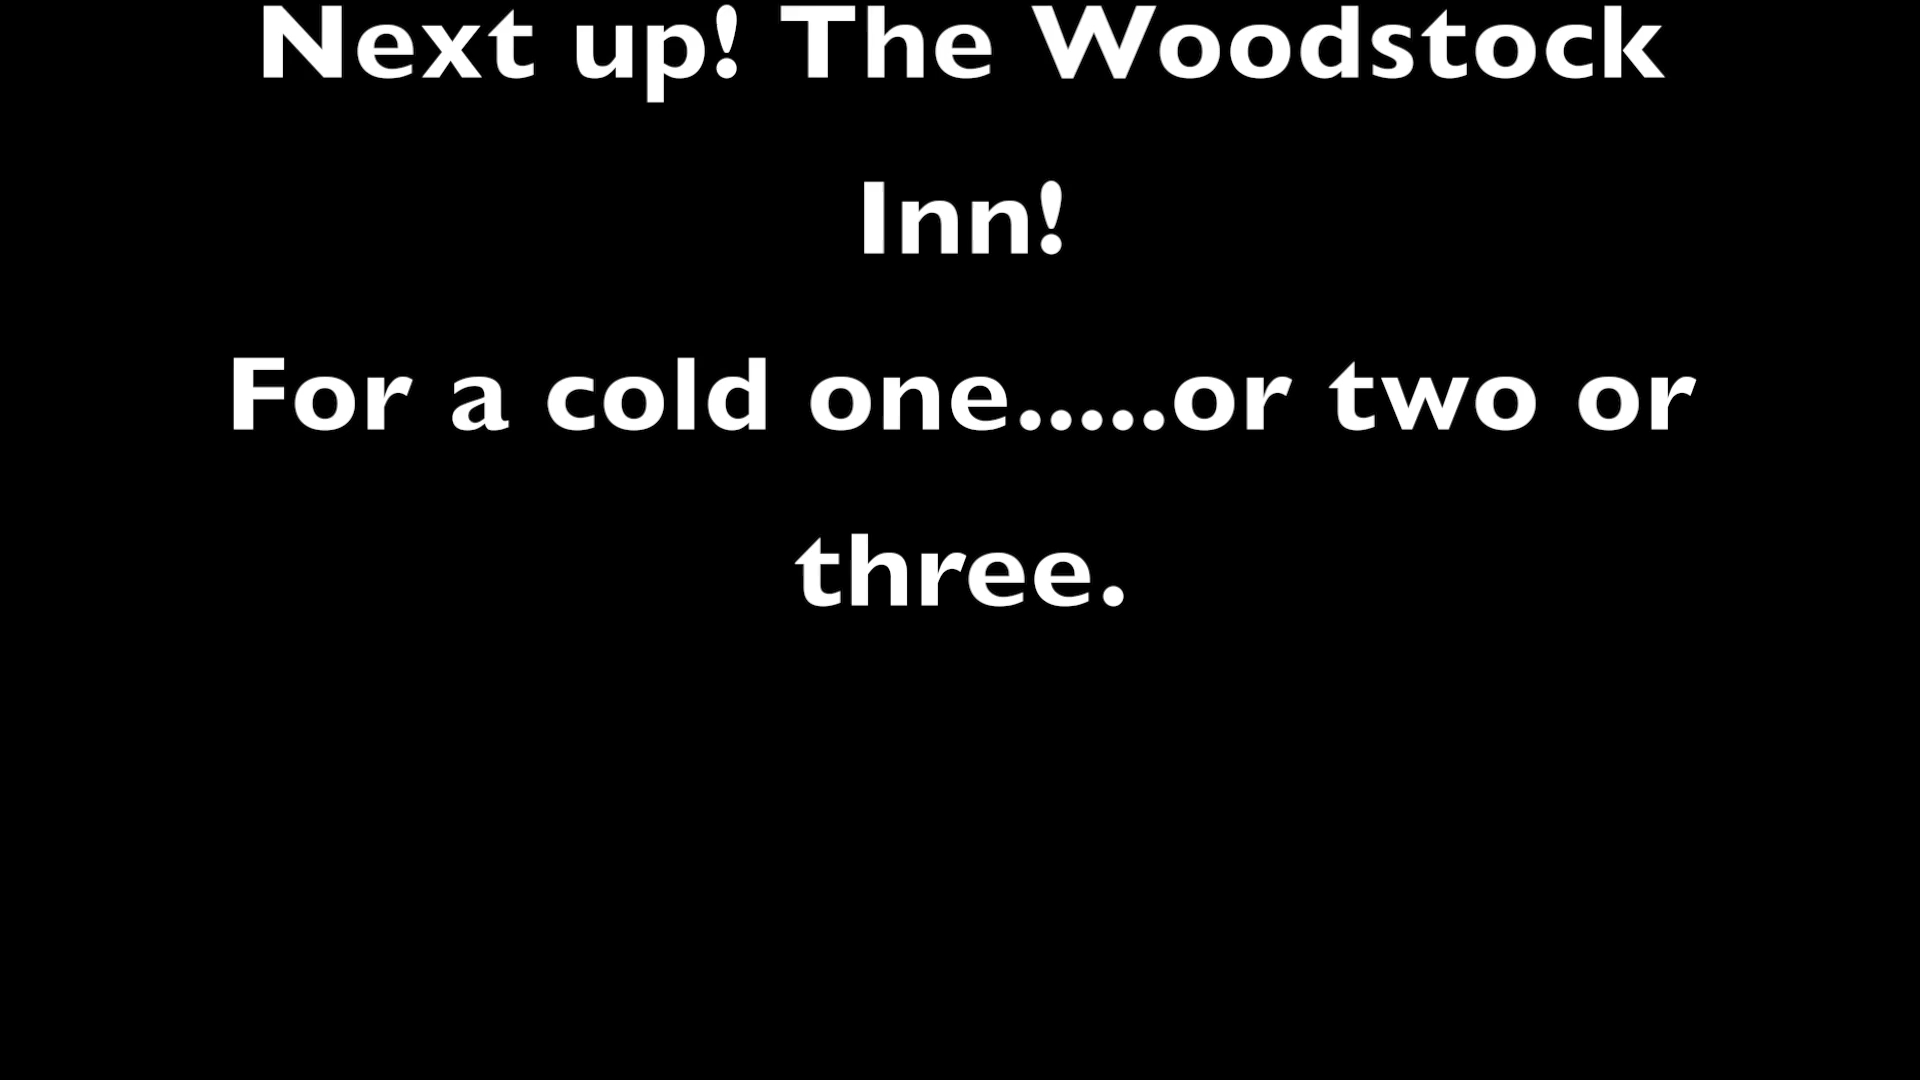 Next up! The Woodstock
Inn!
For a cold one.....or two or
three.